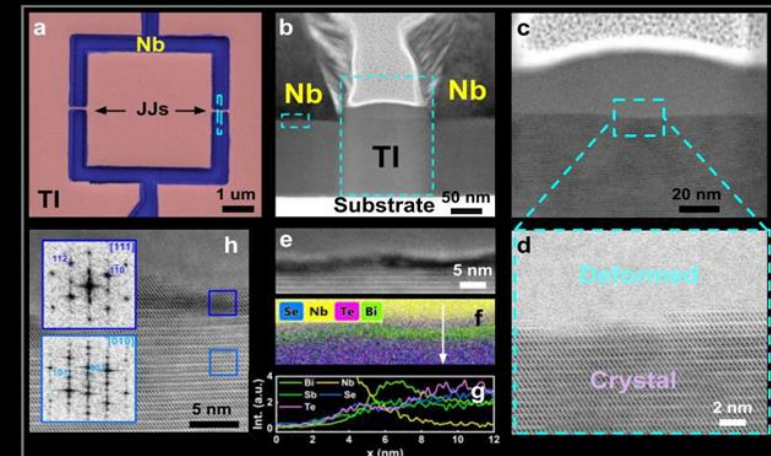 a
Nb
JJs
TI
1 um
b
Nb
Nb
TI
Substrate
50 nm
c
20 nm
h
[111]
112
110
[010]
5 nm
e
5 nm
Se Nb Te Bi
f
g
Int. (a.u.)
4
2
0
Bi
Nb
Sb
Se
Te
0 2 4 6 8 10 12
x (nm)
d
Deformed
Crystal
2 nm